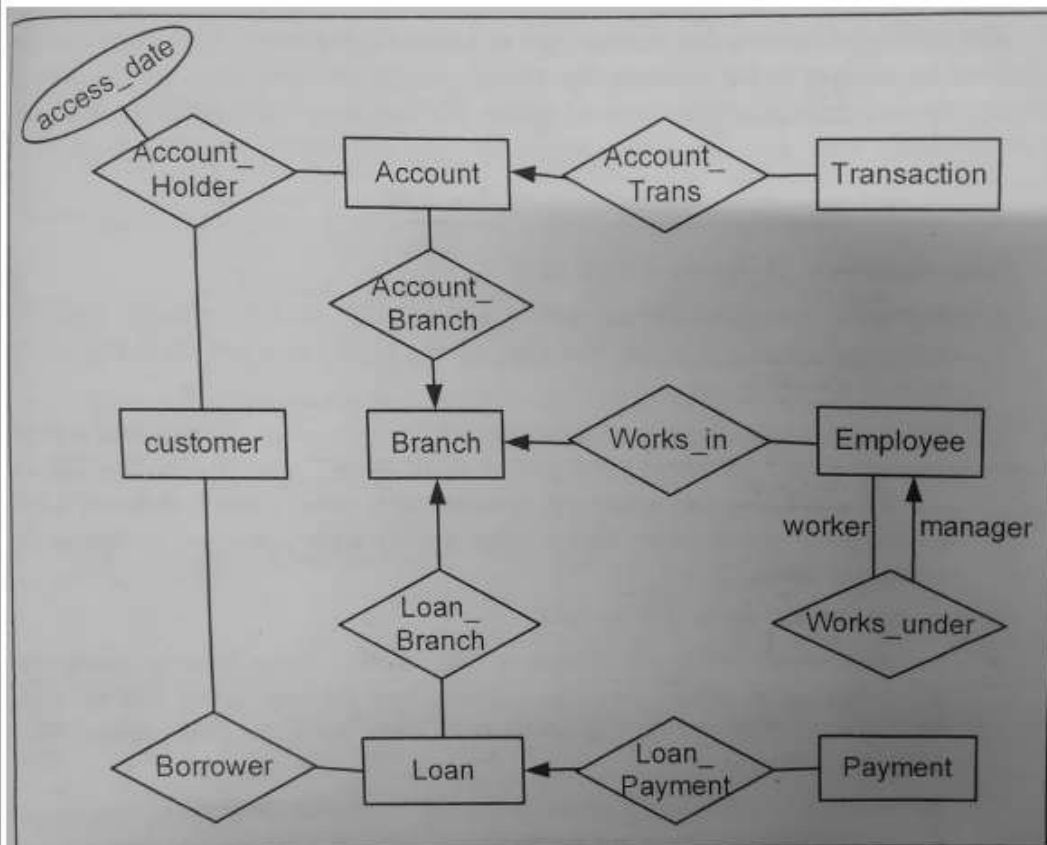 access_date
Account_
Holder
Account
Account_
Trans
Transaction
Account_
Branch
customer
Branch
Works_in
Employee
worker
manager
Loan_
Branch
Works_under
Borrower
Loan
Loan_
Payment
Payment